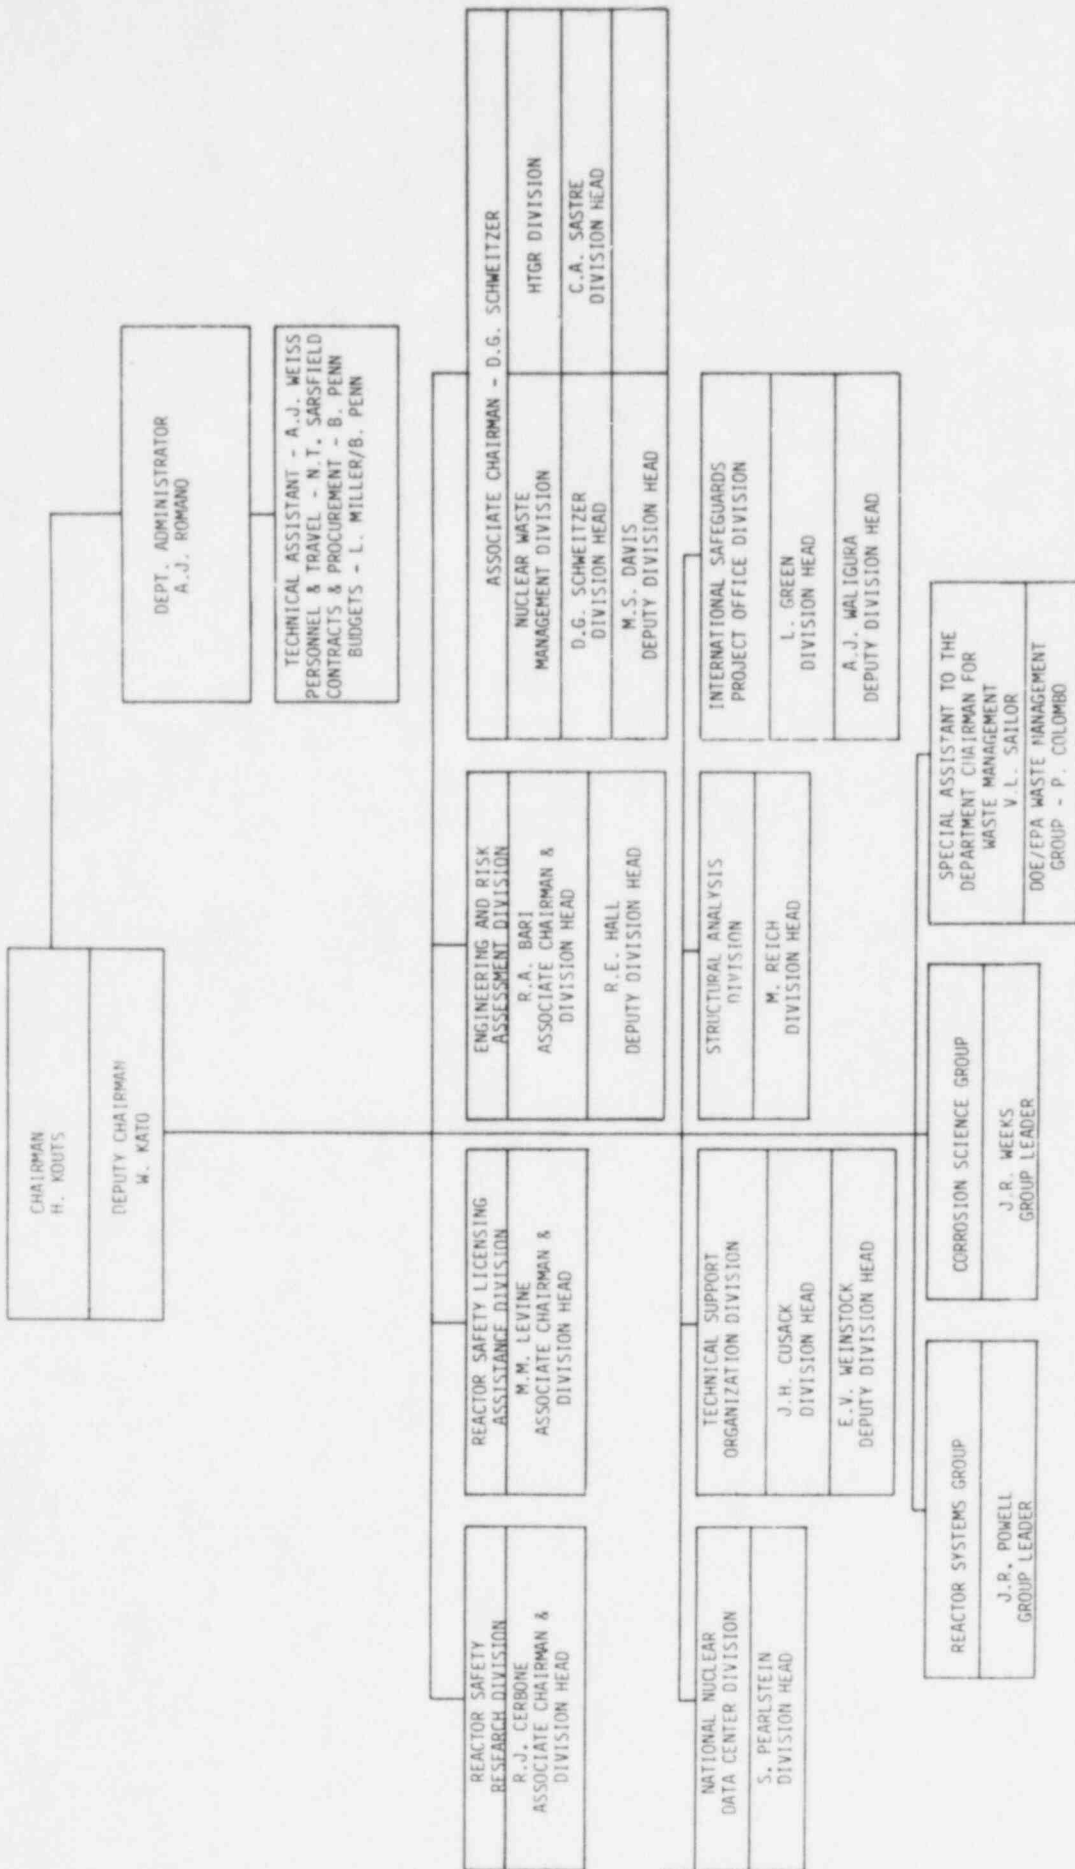 CHAIRMAN
H. KOUTS
DEPUTY CHAIRMAN
W. KATO
DEPT. ADMINISTRATOR
A.J. ROMANO
TECHNICAL ASSISTANT - A.J. WEISS
PERSONNEL & TRAVEL - N.T. SARSFIELD
CONTRACTS & PROCUREMENT - B. PENN
BUDGETS - L. MILLER/B. PENN
REACTOR SAFETY
RESEARCH DIVISION
R.J. CERBONE
ASSOCIATE CHAIRMAN &
DIVISION HEAD
REACTOR SAFETY LICENSING
ASSISTANCE DIVISION
M.M. LEVINE
ASSOCIATE CHAIRMAN &
DIVISION HEAD
ENGINEERING AND RISK
ASSESSMENT DIVISION
R.A. BARI
ASSOCIATE CHAIRMAN &
DIVISION HEAD
R.E. HALL
DEPUTY DIVISION HEAD
ASSOCIATE CHAIRMAN - D.G. SCHWEITZER
NUCLEAR WASTE
MANAGEMENT DIVISION
D.G. SCHWEITZER
DIVISION HEAD
M.S. DAVIS
DEPUTY DIVISION HEAD
HTGR DIVISION
C.A. SASTRE
DIVISION HEAD
NATIONAL NUCLEAR
DATA CENTER DIVISION
S. PEARLSTEIN
DIVISION HEAD
TECHNICAL SUPPORT
ORGANIZATION DIVISION
J.H. CUSACK
DIVISION HEAD
E.V. WEINSTOCK
DEPUTY DIVISION HEAD
STRUCTURAL ANALYSIS
DIVISION
M. REICH
DIVISION HEAD
INTERNATIONAL SAFEGUARDS
PROJECT OFFICE DIVISION
L. GREEN
DIVISION HEAD
A.J. WALIGURA
DEPUTY DIVISION HEAD
REACTOR SYSTEMS GROUP
J.R. POWELL
GROUP LEADER
CORROSION SCIENCE GROUP
J.R. WEEKS
GROUP LEADER
SPECIAL ASSISTANT TO THE
DEPARTMENT CHAIRMAN FOR
WASTE MANAGEMENT
V.L. SAILOR
DOE/EPA WASTE MANAGEMENT
GROUP - P. COLOMBO